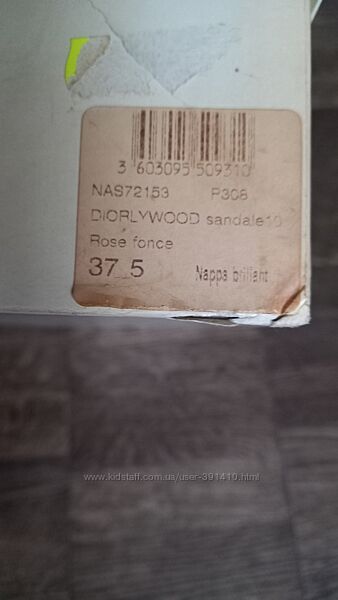 3 603095 509310
NAS72153 P308
DIORLYWOOD sandale10
Rose fonce
37 5 Nappa brillant
www.kidstaff.com.ua/user-391410.html